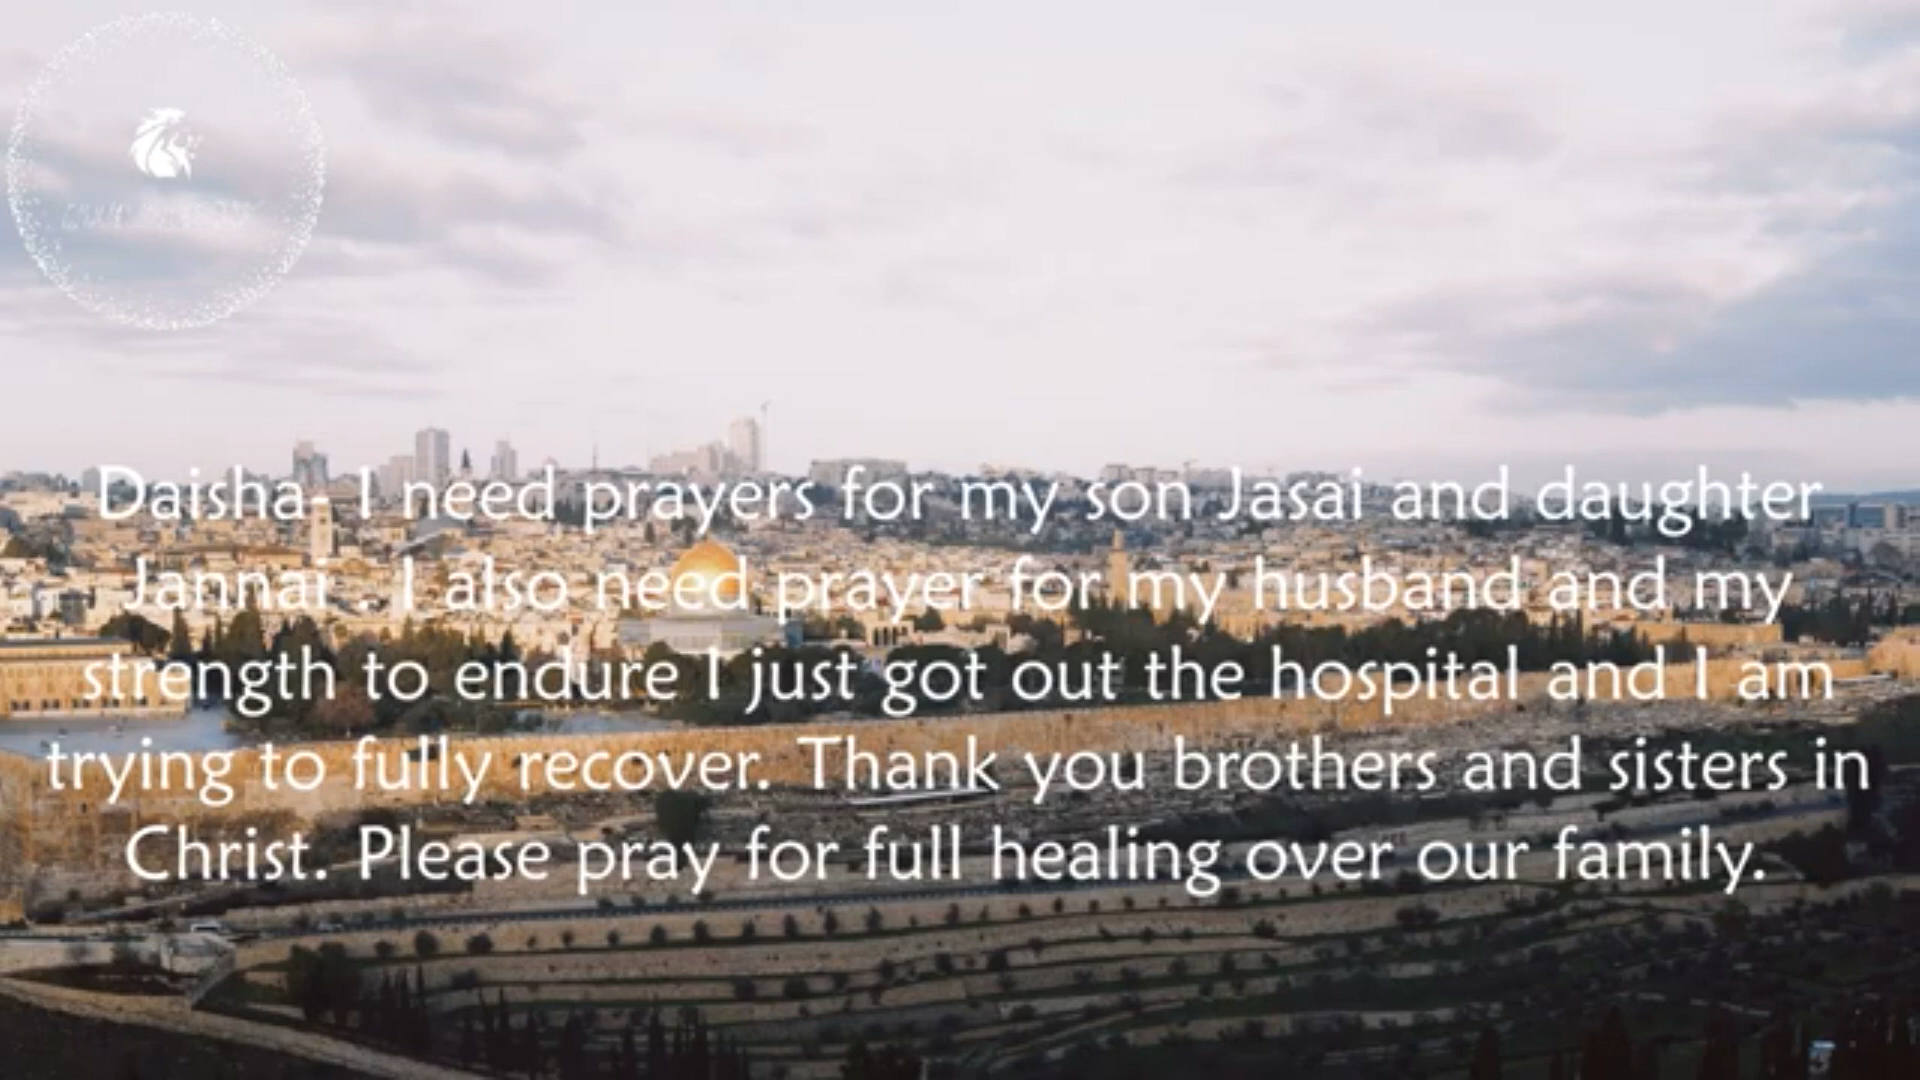 Daisha- I need prayers for my son Jasai and daughter
Jannai . I also need prayer for my husband and my
strength to endure I just got out the hospital and I am
trying to fully recover. Thank you brothers and sisters in
Christ. Please pray for full healing over our family.